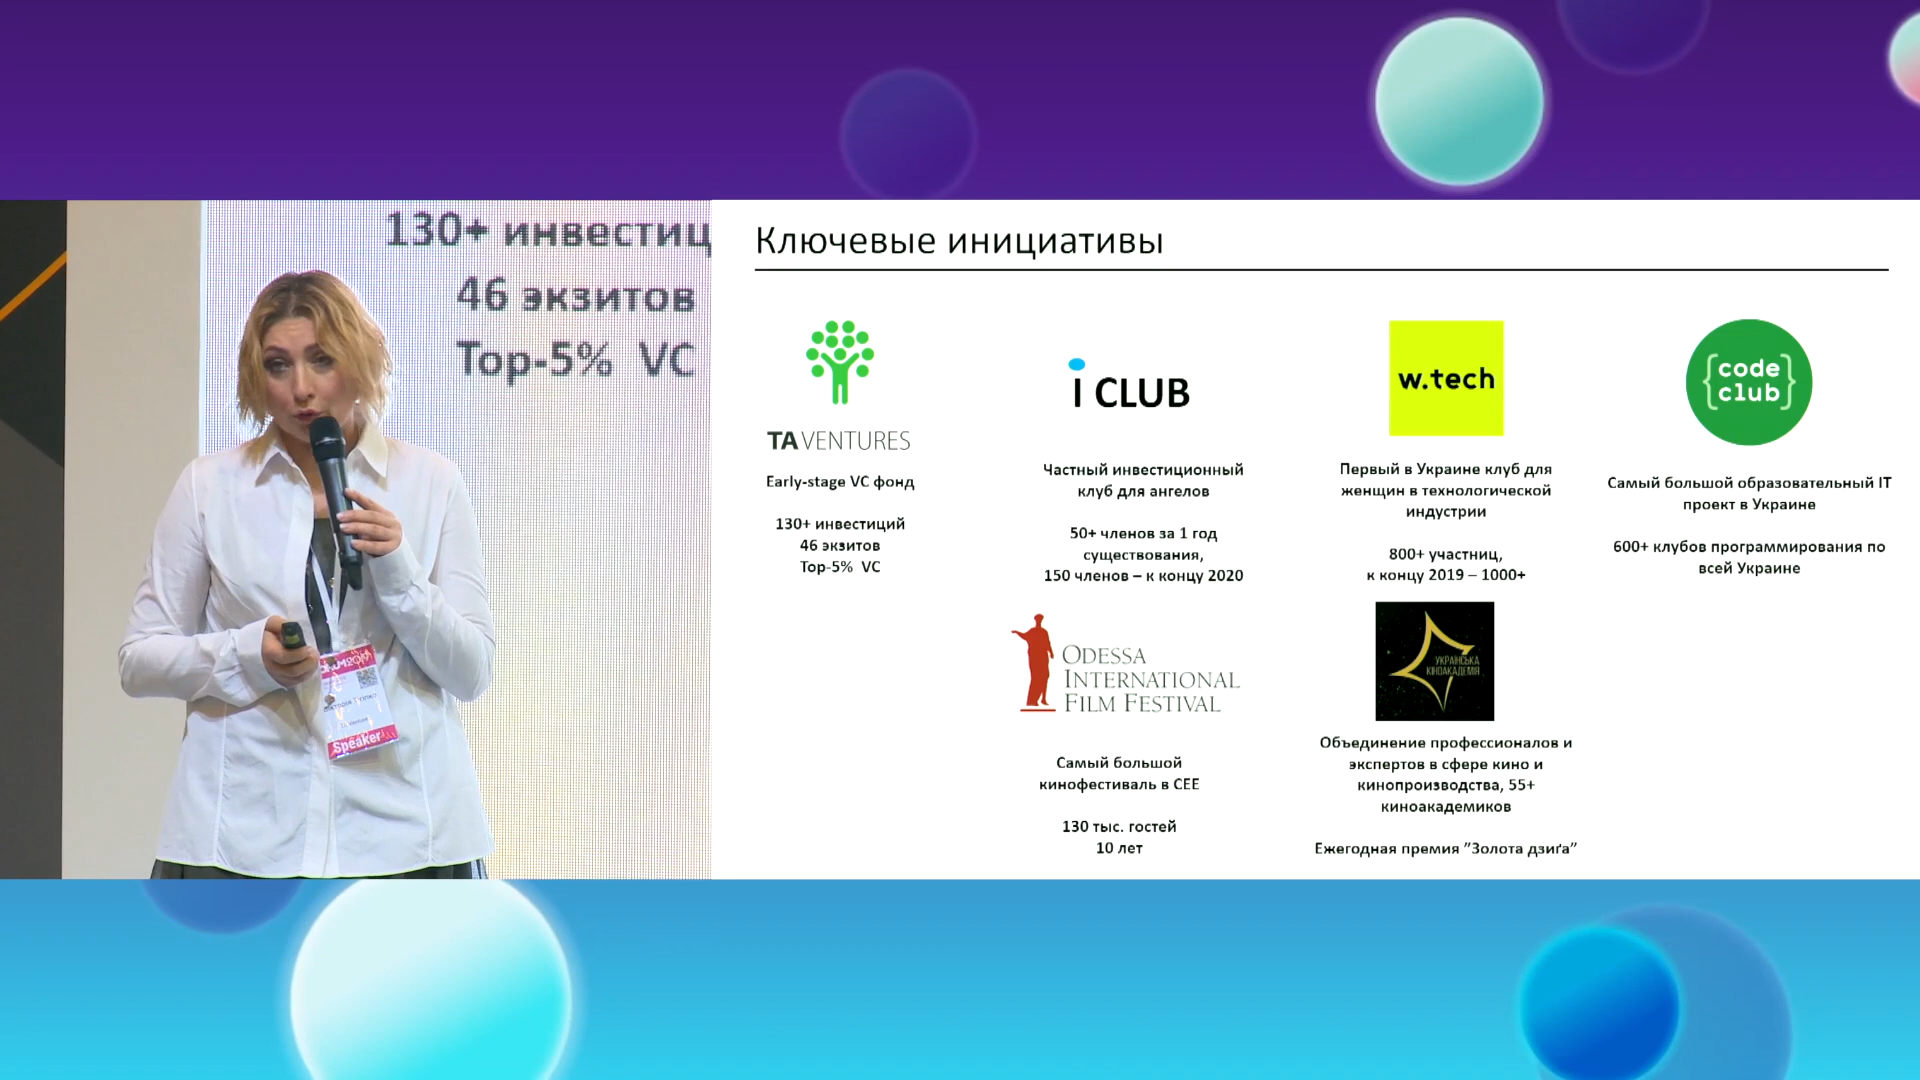 130+ инвестиц
46 экзитов
Top-5% VC
Speaker
Ключевые инициативы
TAVENTURES
Early-stage VC фонд
130+ инвестиций
46 экзитов
Top-5% VC
i CLUB
Частный инвестиционный
клуб для ангелов
50+ членов за 1 год
существования,
150 членов – к концу 2020
w.tech
Первый в Украине клуб для
женщин в технологической
индустрии
800+ участниц,
к концу 2019 – 1000+
{code
club}
Самый большой образовательный IT
проект в Украине
600+ клубов программирования по
всей Украине
ODESSA
INTERNATIONAL
FILM FESTIVAL
Самый большой
кинофестиваль в СЕЕ
130 тыс. гостей
10 лет
УКРАЇНСЬКА
КІНОАКАДЕМІЯ
Объединение профессионалов и
экспертов в сфере кино и
кинопроизводства, 55+
киноакадемиков
Ежегодная премия ”Золота дзиґа”